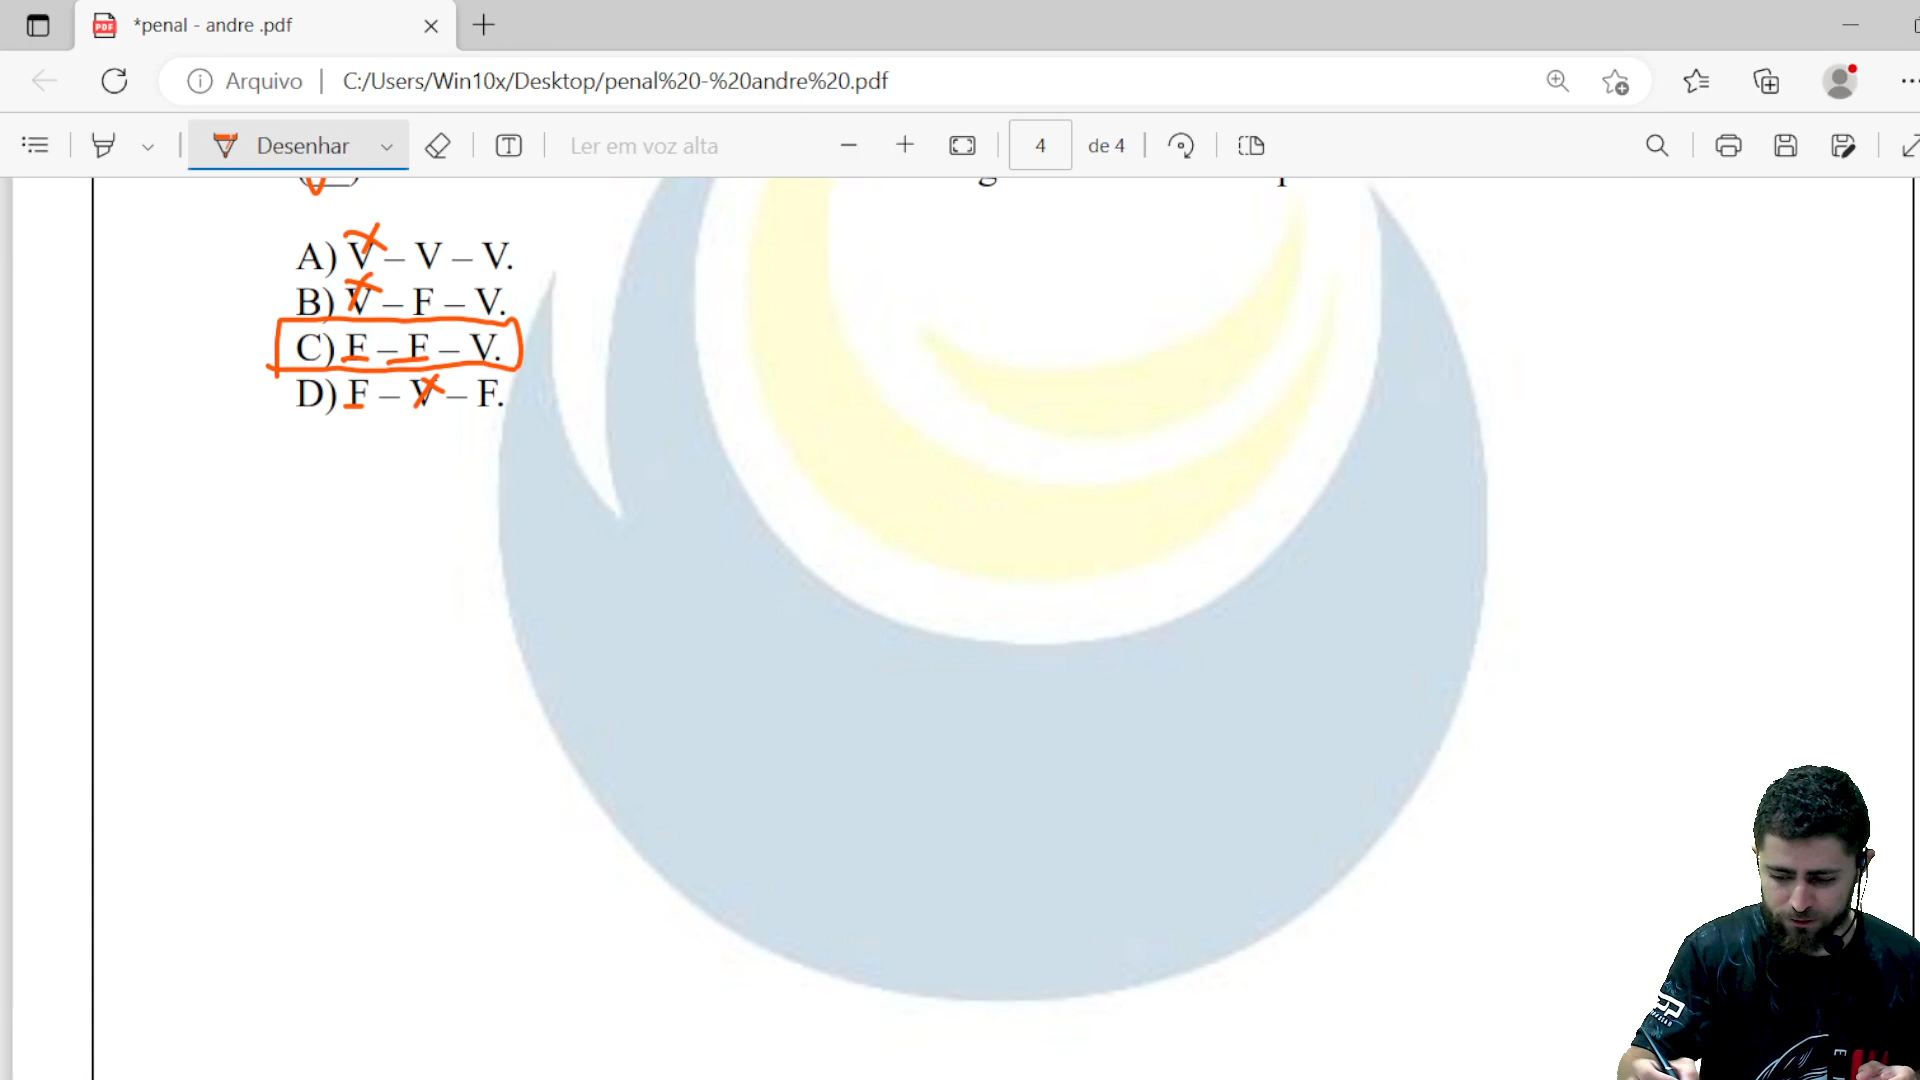 *penal - andre .pdf
Arquivo | C:/Users/Win10x/Desktop/penal%20-%20andre%20.pdf
Desenhar
Ler em voz alta
4 de 4
A) V – V – V.
B) V – F – V.
C) F – F – V.
D) F – V – F.